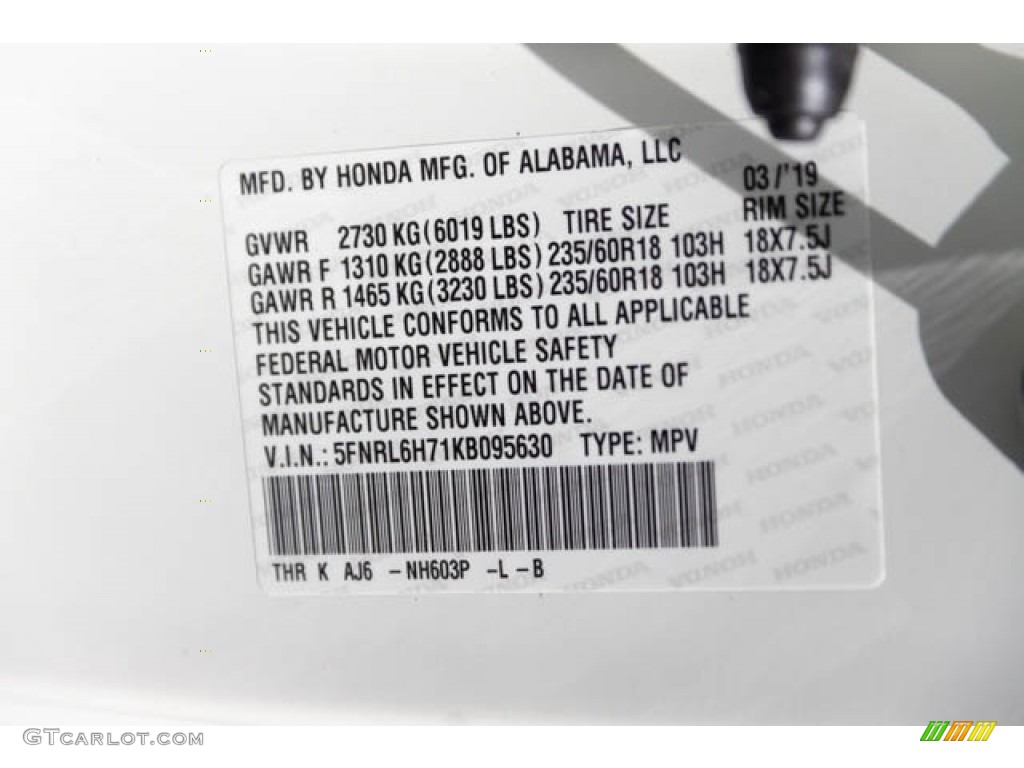 MFD. BY HONDA MFG. OF ALABAMA, LLC
03/'19
GVWR 2730 KG(6019 LBS) TIRE SIZE RIM SIZE
GAWR F 1310 KG(2888 LBS) 235/60R18 103H 18X7.5J
GAWR R 1465 KG(3230 LBS) 235/60R18 103H 18X7.5J
THIS VEHICLE CONFORMS TO ALL APPLICABLE
FEDERAL MOTOR VEHICLE SAFETY
STANDARDS IN EFFECT ON THE DATE OF
MANUFACTURE SHOWN ABOVE.
V.I.N.: 5FNRL6H71KB095630 TYPE: MPV
THR K AJ6 -NH603P -L -B
GTCARLOT.COM